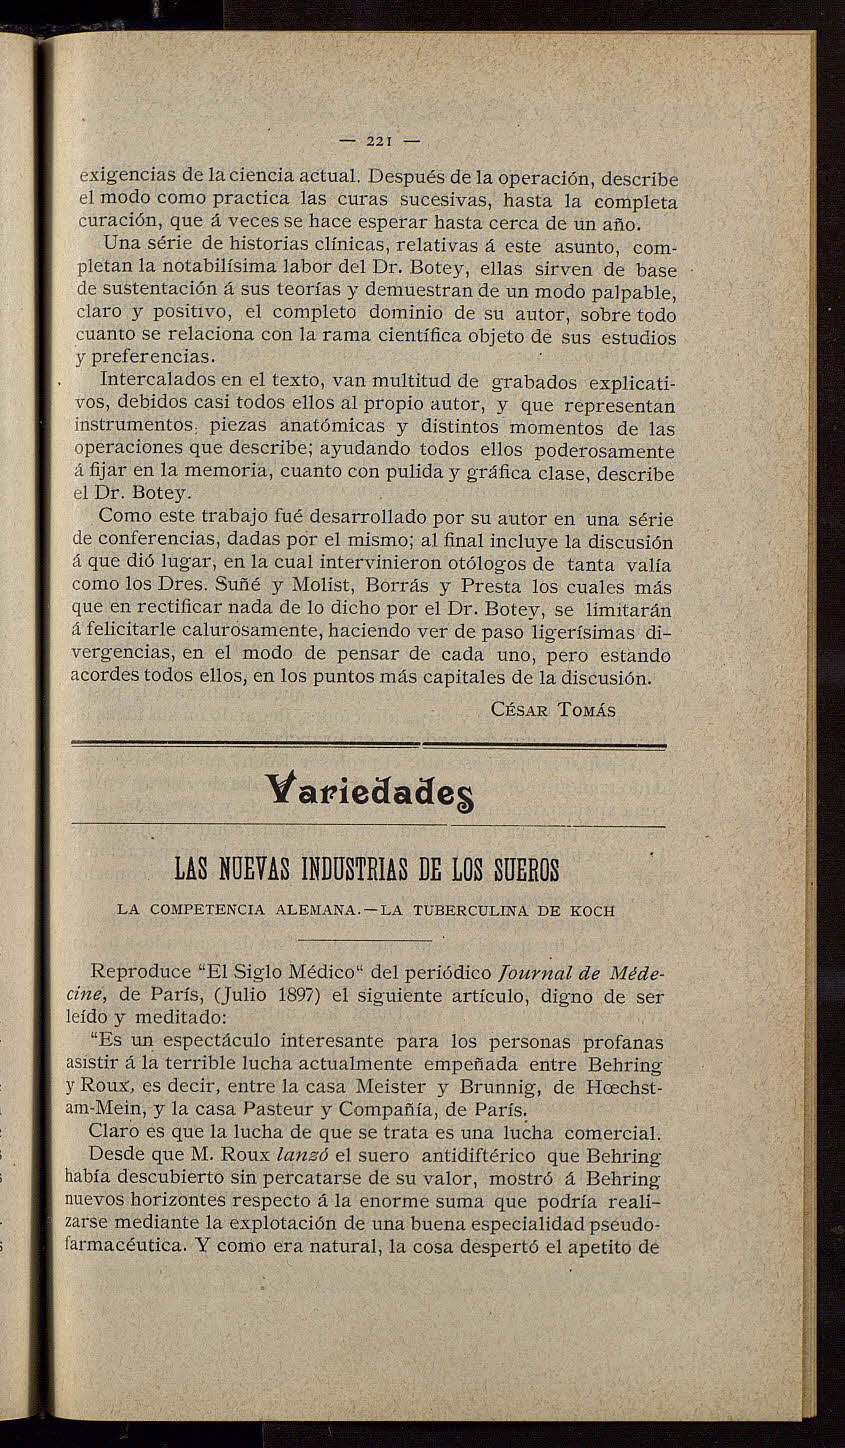 — 221 —
exigencias de la ciencia actual. Después de la operación, describe
el modo como practica las curas sucesivas, hasta la completa
curación, que á veces se hace esperar hasta cerca de un año.
Una série de historias clínicas, relativas á este asunto, com-
pletan la notabilísima labor del Dr. Botey, ellas sirven de base
de sustentación á sus teorías y demuestran de un modo palpable,
claro y positivo, el completo dominio de su autor, sobre todo
cuanto se relaciona con la rama científica objeto de sus estudios
y preferencias.
Intercalados en el texto, van multitud de grabados explicati-
vos, debidos casi todos ellos al propio autor, y que representan
instrumentos, piezas anatómicas y distintos momentos de las
operaciones que describe; ayudando todos ellos poderosamente
á fijar en la memoria, cuanto con pulida y gráfica clase, describe
el Dr. Botey.
Como este trabajo fué desarrollado por su autor en una série
de conferencias, dadas por el mismo; al final incluye la discusión
á que dió lugar, en la cual intervinieron otólogos de tanta valía
como los Dres. Suñé y Molist, Borrás y Presta los cuales más
que en rectificar nada de lo dicho por el Dr. Botey, se limitarán
á felicitarle calurosamente, haciendo ver de paso ligerísimas di-
vergencias, en el modo de pensar de cada uno, pero estando
acordes todos ellos, en los puntos más capitales de la discusión.
CÉSAR TOMÁS
Variedades
LAS NUEVAS INDUSTRIAS DE LOS SUEROS
LA COMPETENCIA ALEMANA.—LA TUBERCULINA DE KOCH
Reproduce “El Siglo Médico“ del periódico Journal de Méde-
cine, de París, (Julio 1897) el siguiente artículo, digno de ser
leído y meditado:
“Es un espectáculo interesante para los personas profanas
asistir á la terrible lucha actualmente empeñada entre Behring
y Roux, es decir, entre la casa Meister y Brunnig, de Hœchst-
am-Mein, y la casa Pasteur y Compañía, de París.
Claro es que la lucha de que se trata es una lucha comercial.
Desde que M. Roux lanzó el suero antidiftérico que Behring
había descubierto sin percatarse de su valor, mostró á Behring
nuevos horizontes respecto á la enorme suma que podría reali-
zarse mediante la explotación de una buena especialidad pseudo-
farmacéutica. Y como era natural, la cosa despertó el apetito de